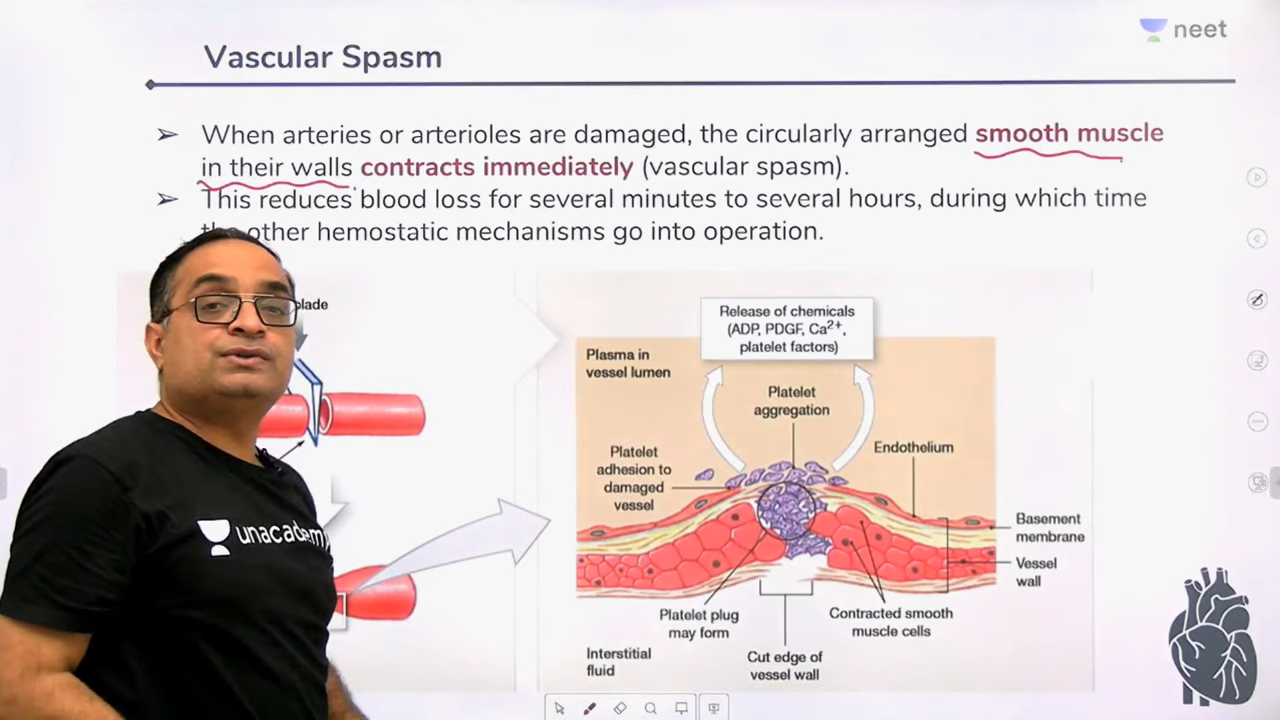 neet
Vascular Spasm
➢ When arteries or arterioles are damaged, the circularly arranged smooth muscle
in their walls contracts immediately (vascular spasm).
➢ This reduces blood loss for several minutes to several hours, during which time
the other hemostatic mechanisms go into operation.
blade
Release of chemicals
(ADP, PDGF, Ca²⁺,
platelet factors)
Plasma in
vessel lumen
Platelet
aggregation
Platelet
adhesion to
damaged
vessel
Endothelium
Basement
membrane
Vessel
wall
Platelet plug
may form
Contracted smooth
muscle cells
Interstitial
fluid
Cut edge of
vessel wall
unacademy